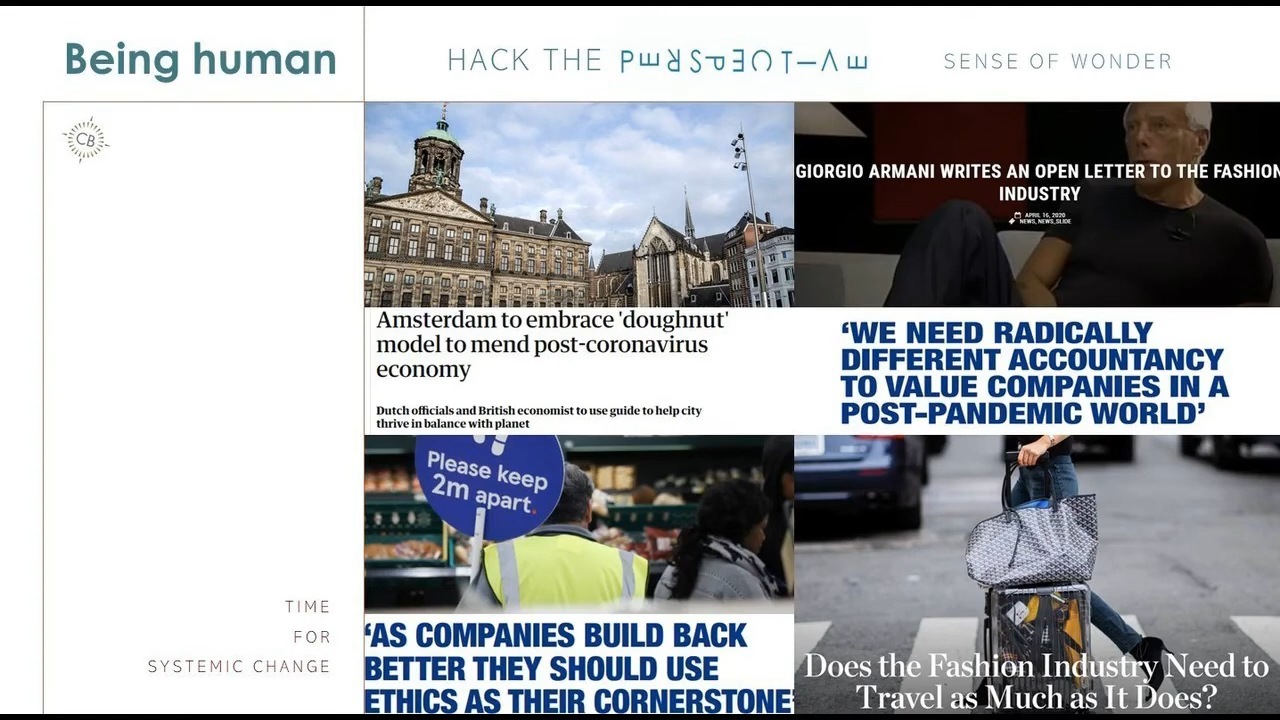 Being human
HACK THE PERSPECTIVE
SENSE OF WONDER
CB
GIORGIO ARMANI WRITES AN OPEN LETTER TO THE FASHION
INDUSTRY
APRIL 16, 2020
NEWS, NEWS_SLIDE
Amsterdam to embrace 'doughnut'
model to mend post-coronavirus
economy
Dutch officials and British economist to use guide to help city
thrive in balance with planet
‘WE NEED RADICALLY
DIFFERENT ACCOUNTANCY
TO VALUE COMPANIES IN A
POST-PANDEMIC WORLD’
Please keep
2m apart.
‘AS COMPANIES BUILD BACK
BETTER THEY SHOULD USE
ETHICS AS THEIR CORNERSTONE’
Does the Fashion Industry Need to
Travel as Much as It Does?
TIME
FOR
SYSTEMIC CHANGE